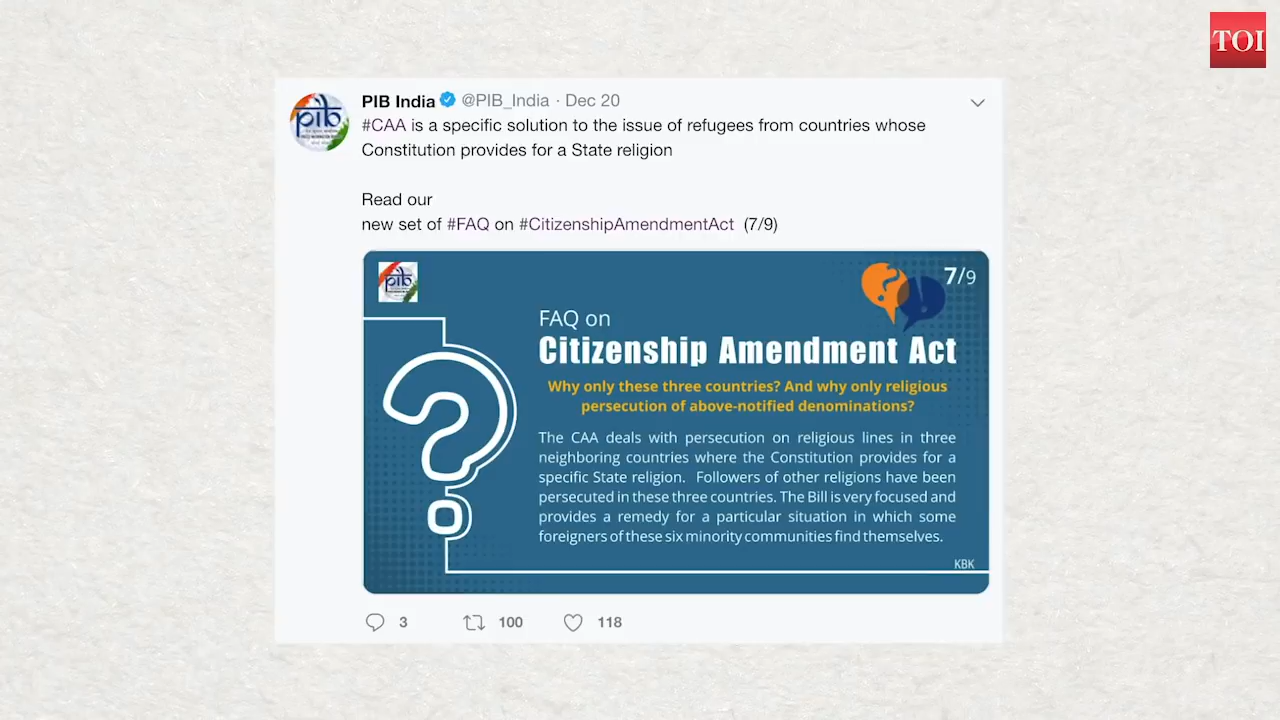 TOI
PIB India @PIB_India · Dec 20
#CAA is a specific solution to the issue of refugees from countries whose
Constitution provides for a State religion
Read our
new set of #FAQ on #CitizenshipAmendmentAct (7/9)
pib
7/9
FAQ on
Citizenship Amendment Act
Why only these three countries? And why only religious
persecution of above-notified denominations?
The CAA deals with persecution on religious lines in three
neighboring countries where the Constitution provides for a
specific State religion. Followers of other religions have been
persecuted in these three countries. The Bill is very focused and
provides a remedy for a particular situation in which some
foreigners of these six minority communities find themselves.
KBK
3 100 118